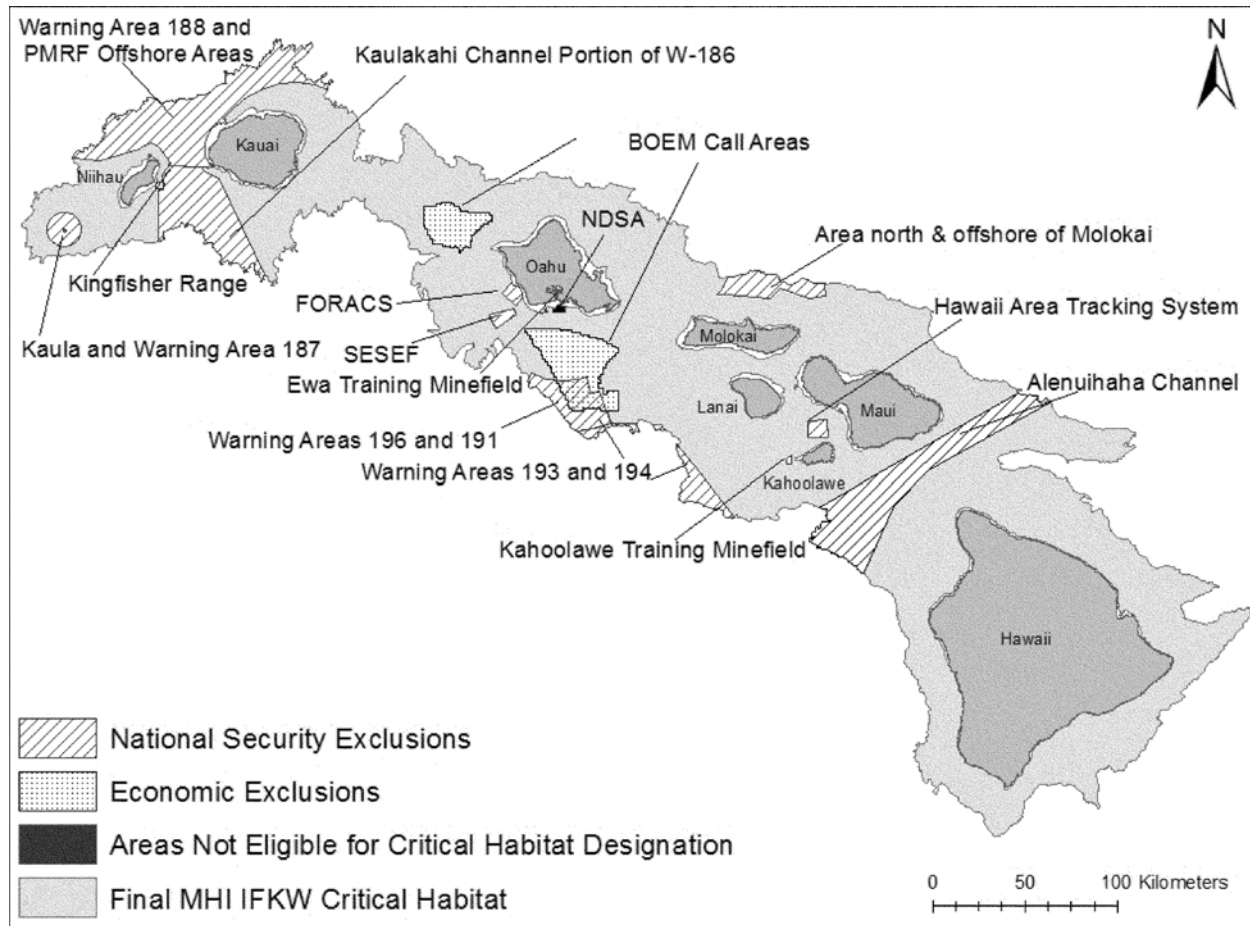 Warning Area 188 and
PMRF Offshore Areas
Kaulakahi Channel Portion of W-186
N
BOEM Call Areas
Kauai
Niihau
NDSA
Area north & offshore of Molokai
Oahu
Kingfisher Range
FORACS
Hawaii Area Tracking System
Kaula and Warning Area 187
SESEF
Molokai
Ewa Training Minefield
Alenuihaha Channel
Lanai
Maui
Warning Areas 196 and 191
Warning Areas 193 and 194
Kahoolawe
Kahoolawe Training Minefield
Hawaii
National Security Exclusions
Economic Exclusions
Areas Not Eligible for Critical Habitat Designation
Final MHI IFKW Critical Habitat
0 50 100 Kilometers